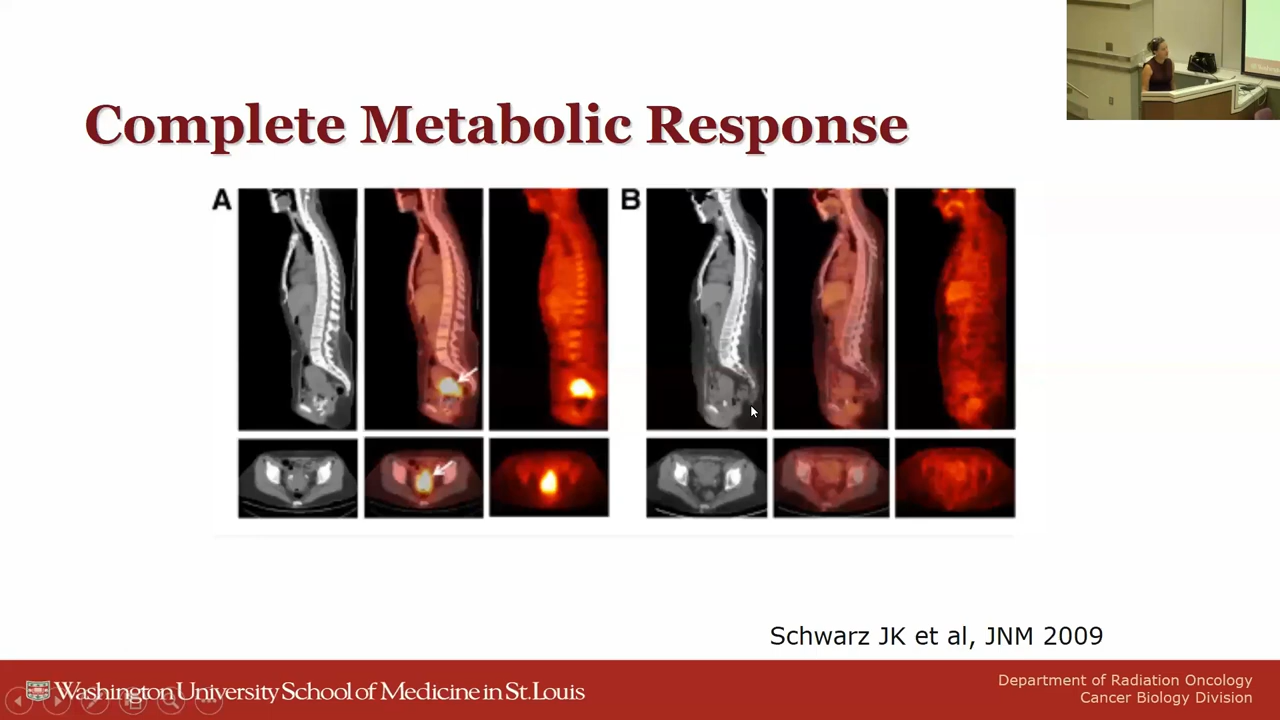 Complete Metabolic Response
A
B
Schwarz JK et al, JNM 2009
Washington University School of Medicine in St. Louis
Department of Radiation Oncology
Cancer Biology Division